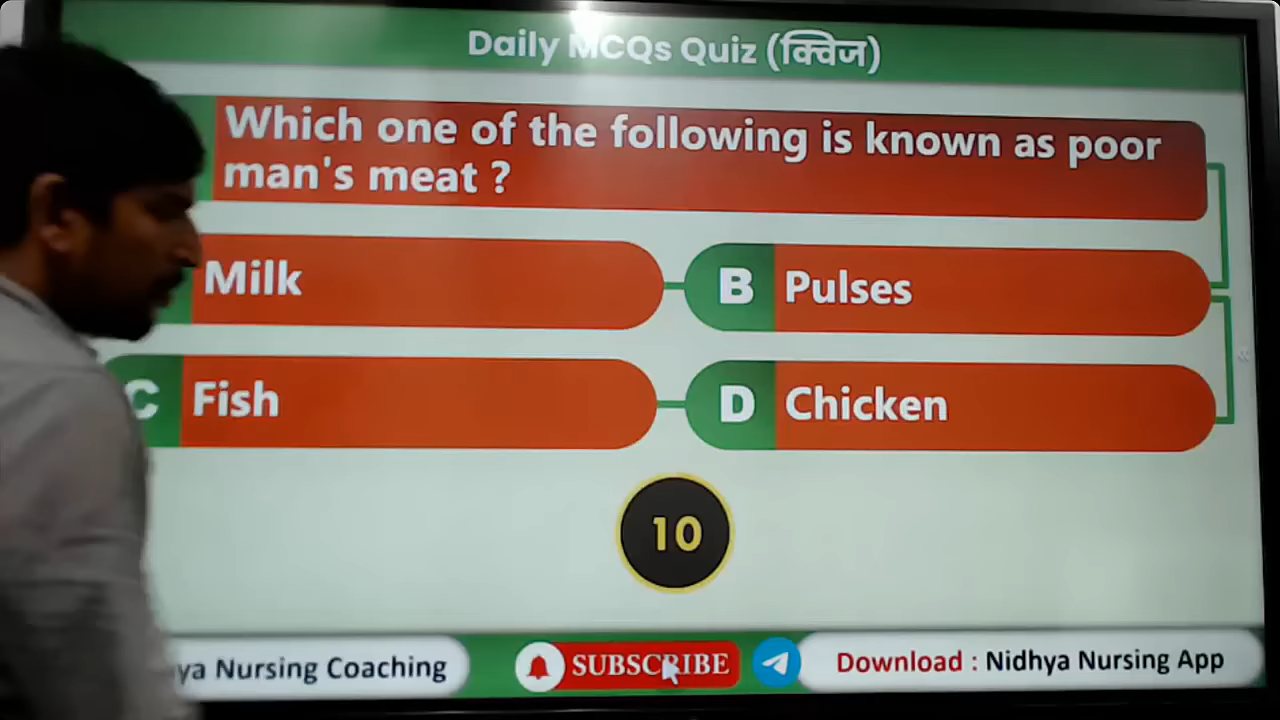 Daily MCQs Quiz (क्विज)
Which one of the following is known as poor
man's meat ?
Milk
B Pulses
C Fish
D Chicken
10
ya Nursing Coaching
SUBSCRIBE
Download : Nidhya Nursing App